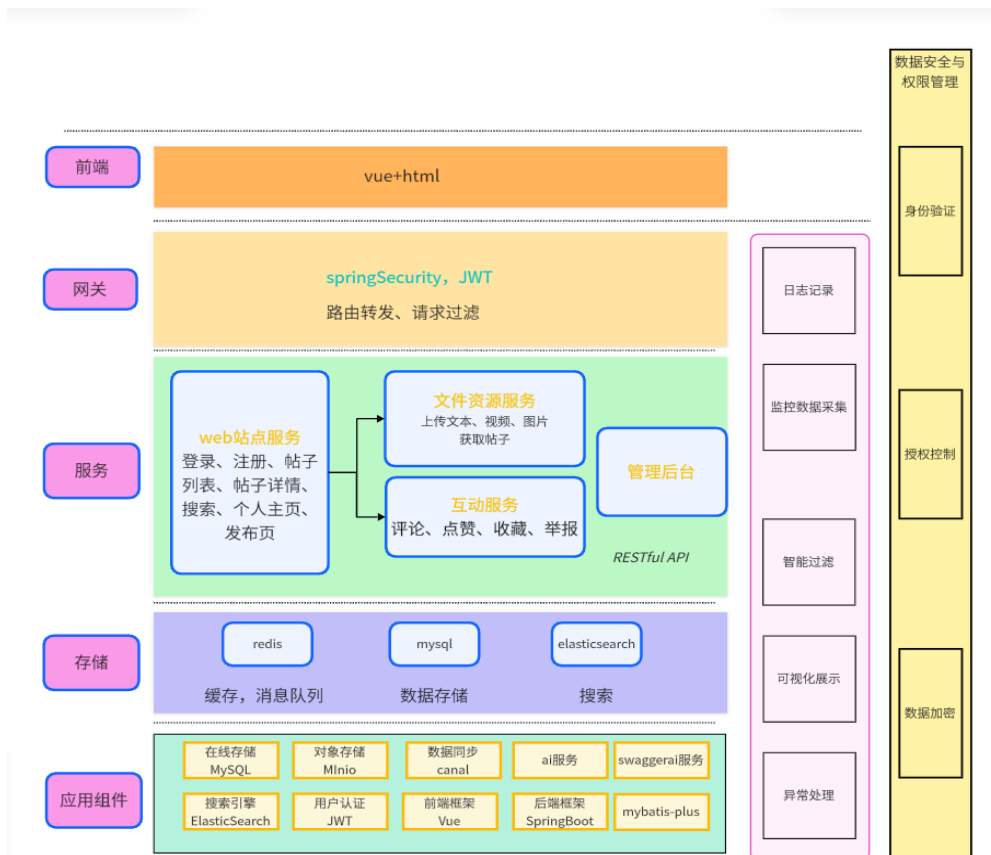 数据安全与
权限管理
前端
vue+html
身份验证
网关
springSecurity，JWT
路由转发、请求过滤
日志记录
监控数据采集
服务
web站点服务
登录、注册、帖子
列表、帖子详情、
搜索、个人主页、
发布页
文件资源服务
上传文本、视频、图片
获取帖子
互动服务
评论、点赞、收藏、举报
管理后台
RESTful API
授权控制
智能过滤
存储
redis
mysql
elasticsearch
缓存，消息队列
数据存储
搜索
可视化展示
数据加密
应用组件
在线存储
MySQL
对象存储
MInio
数据同步
canal
ai服务
swaggerai服务
搜索引擎
ElasticSearch
用户认证
JWT
前端框架
Vue
后端框架
SpringBoot
mybatis-plus
异常处理